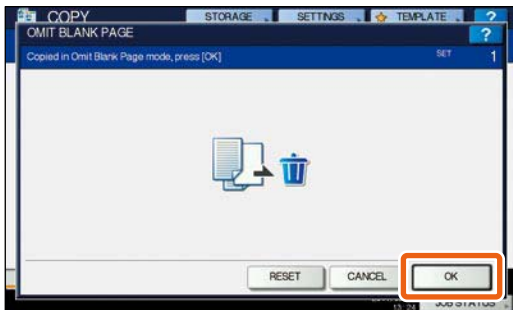 COPY STORAGE SETTINGS TEMPLATE ?
OMIT BLANK PAGE ?
Copied in Omit Blank Page mode, press [OK] SET 1
RESET CANCEL OK
JOB STATUS